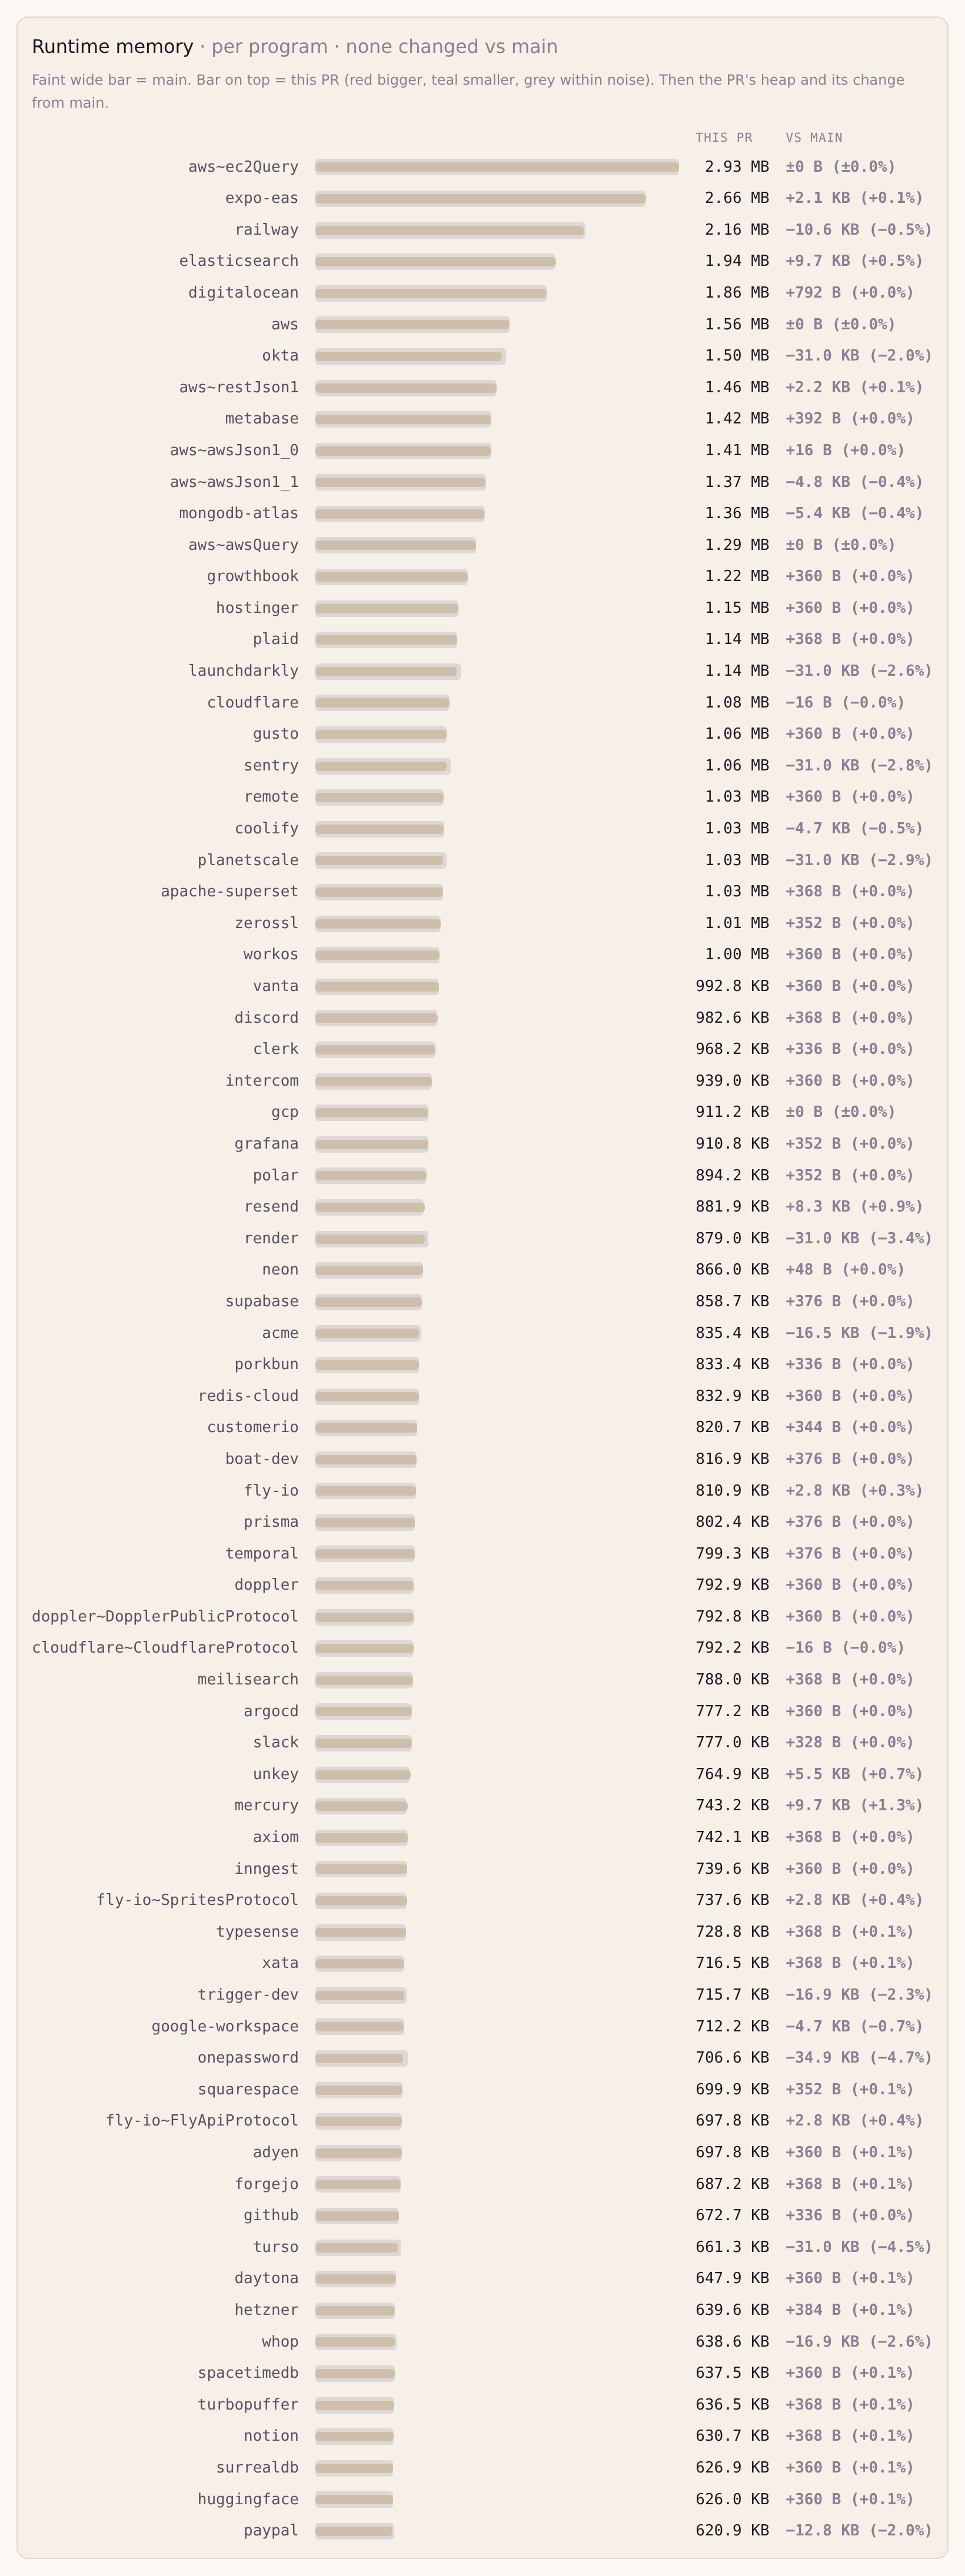 Runtime memory · per program · none changed vs main
Faint wide bar = main. Bar on top = this PR (red bigger, teal smaller, grey within noise). Then the PR's heap and its change
from main.
THIS PR VS MAIN
aws~ec2Query 2.93 MB ±0 B (±0.0%)
expo-eas 2.66 MB +2.1 KB (+0.1%)
railway 2.16 MB −10.6 KB (−0.5%)
elasticsearch 1.94 MB +9.7 KB (+0.5%)
digitalocean 1.86 MB +792 B (+0.0%)
aws 1.56 MB ±0 B (±0.0%)
okta 1.50 MB −31.0 KB (−2.0%)
aws~restJson1 1.46 MB +2.2 KB (+0.1%)
metabase 1.42 MB +392 B (+0.0%)
aws~awsJson1_0 1.41 MB +16 B (+0.0%)
aws~awsJson1_1 1.37 MB −4.8 KB (−0.4%)
mongodb-atlas 1.36 MB −5.4 KB (−0.4%)
aws~awsQuery 1.29 MB ±0 B (±0.0%)
growthbook 1.22 MB +360 B (+0.0%)
hostinger 1.15 MB +360 B (+0.0%)
plaid 1.14 MB +368 B (+0.0%)
launchdarkly 1.14 MB −31.0 KB (−2.6%)
cloudflare 1.08 MB −16 B (−0.0%)
gusto 1.06 MB +360 B (+0.0%)
sentry 1.06 MB −31.0 KB (−2.8%)
remote 1.03 MB +360 B (+0.0%)
coolify 1.03 MB −4.7 KB (−0.5%)
planetscale 1.03 MB −31.0 KB (−2.9%)
apache-superset 1.03 MB +368 B (+0.0%)
zerossl 1.01 MB +352 B (+0.0%)
workos 1.00 MB +360 B (+0.0%)
vanta 992.8 KB +360 B (+0.0%)
discord 982.6 KB +368 B (+0.0%)
clerk 968.2 KB +336 B (+0.0%)
intercom 939.0 KB +360 B (+0.0%)
gcp 911.2 KB ±0 B (±0.0%)
grafana 910.8 KB +352 B (+0.0%)
polar 894.2 KB +352 B (+0.0%)
resend 881.9 KB +8.3 KB (+0.9%)
render 879.0 KB −31.0 KB (−3.4%)
neon 866.0 KB +48 B (+0.0%)
supabase 858.7 KB +376 B (+0.0%)
acme 835.4 KB −16.5 KB (−1.9%)
porkbun 833.4 KB +336 B (+0.0%)
redis-cloud 832.9 KB +360 B (+0.0%)
customerio 820.7 KB +344 B (+0.0%)
boat-dev 816.9 KB +376 B (+0.0%)
fly-io 810.9 KB +2.8 KB (+0.3%)
prisma 802.4 KB +376 B (+0.0%)
temporal 799.3 KB +376 B (+0.0%)
doppler 792.9 KB +360 B (+0.0%)
doppler~DopplerPublicProtocol 792.8 KB +360 B (+0.0%)
cloudflare~CloudflareProtocol 792.2 KB −16 B (−0.0%)
meilisearch 788.0 KB +368 B (+0.0%)
argocd 777.2 KB +360 B (+0.0%)
slack 777.0 KB +328 B (+0.0%)
unkey 764.9 KB +5.5 KB (+0.7%)
mercury 743.2 KB +9.7 KB (+1.3%)
axiom 742.1 KB +368 B (+0.0%)
inngest 739.6 KB +360 B (+0.0%)
fly-io~SpritesProtocol 737.6 KB +2.8 KB (+0.4%)
typesense 728.8 KB +368 B (+0.1%)
xata 716.5 KB +368 B (+0.1%)
trigger-dev 715.7 KB −16.9 KB (−2.3%)
google-workspace 712.2 KB −4.7 KB (−0.7%)
onepassword 706.6 KB −34.9 KB (−4.7%)
squarespace 699.9 KB +352 B (+0.1%)
fly-io~FlyApiProtocol 697.8 KB +2.8 KB (+0.4%)
adyen 697.8 KB +360 B (+0.1%)
forgejo 687.2 KB +368 B (+0.1%)
github 672.7 KB +336 B (+0.0%)
turso 661.3 KB −31.0 KB (−4.5%)
daytona 647.9 KB +360 B (+0.1%)
hetzner 639.6 KB +384 B (+0.1%)
whop 638.6 KB −16.9 KB (−2.6%)
spacetimedb 637.5 KB +360 B (+0.1%)
turbopuffer 636.5 KB +368 B (+0.1%)
notion 630.7 KB +368 B (+0.1%)
surrealdb 626.9 KB +360 B (+0.1%)
huggingface 626.0 KB +360 B (+0.1%)
paypal 620.9 KB −12.8 KB (−2.0%)